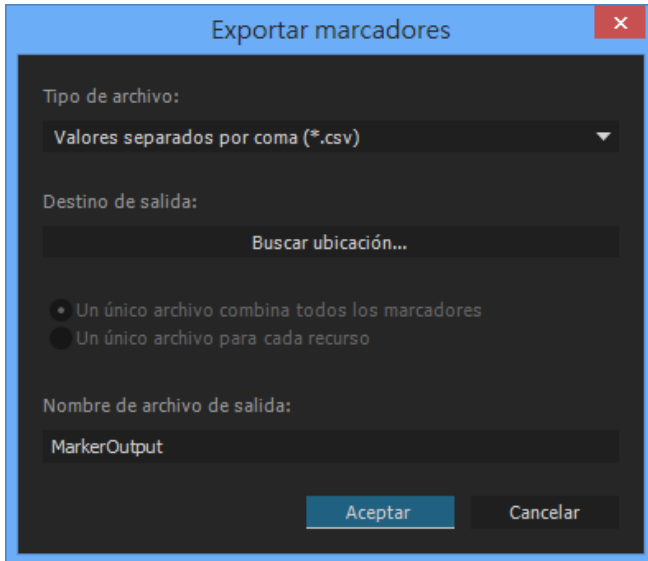 Exportar marcadores
Tipo de archivo:
Valores separados por coma (*.csv)
Destino de salida:
Buscar ubicación...
Un único archivo combina todos los marcadores
Un único archivo para cada recurso
Nombre de archivo de salida:
MarkerOutput
Aceptar Cancelar